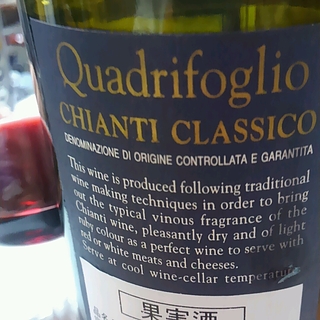 Quadrifoglio
CHIANTI CLASSICO
DENOMINAZIONE DI ORIGINE CONTROLLATA E GARANTITA
This wine is produced following traditional
wine making techniques in order to bring
out the typical vinous fragrance of the
Chianti wine, pleasantly dry and of light
ruby colour as a perfect wine to serve with
red or white meats and cheeses.
Serve at cool wine-cellar temperature
果実酒